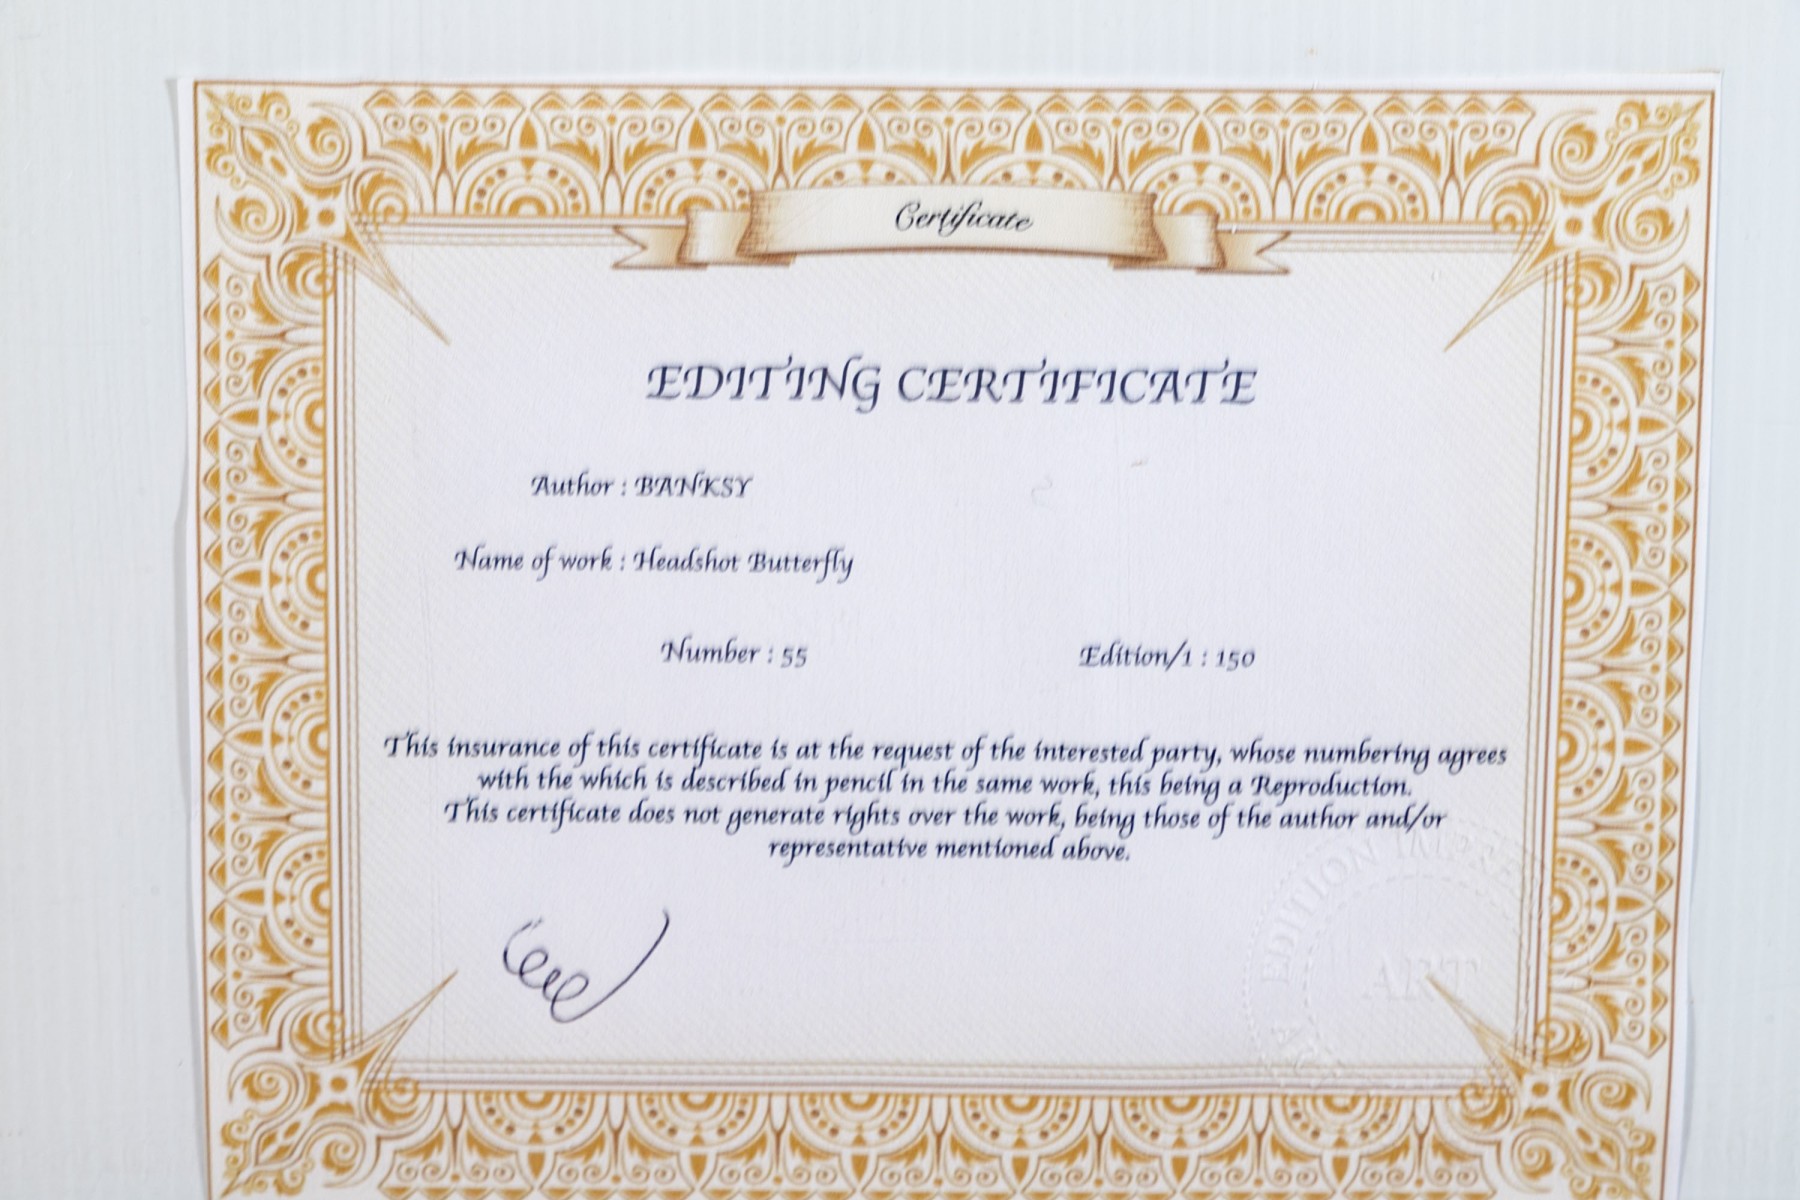 Certificate
EDITING CERTIFICATE
Author : BANKSY
Name of work : Headshot Butterfly
Number : 55
Edition/1 : 150
This insurance of this certificate is at the request of the interested party, whose numbering agrees
with the which is described in pencil in the same work, this being a Reproduction.
This certificate does not generate rights over the work, being those of the author and/or
representative mentioned above.
EDITION
ART